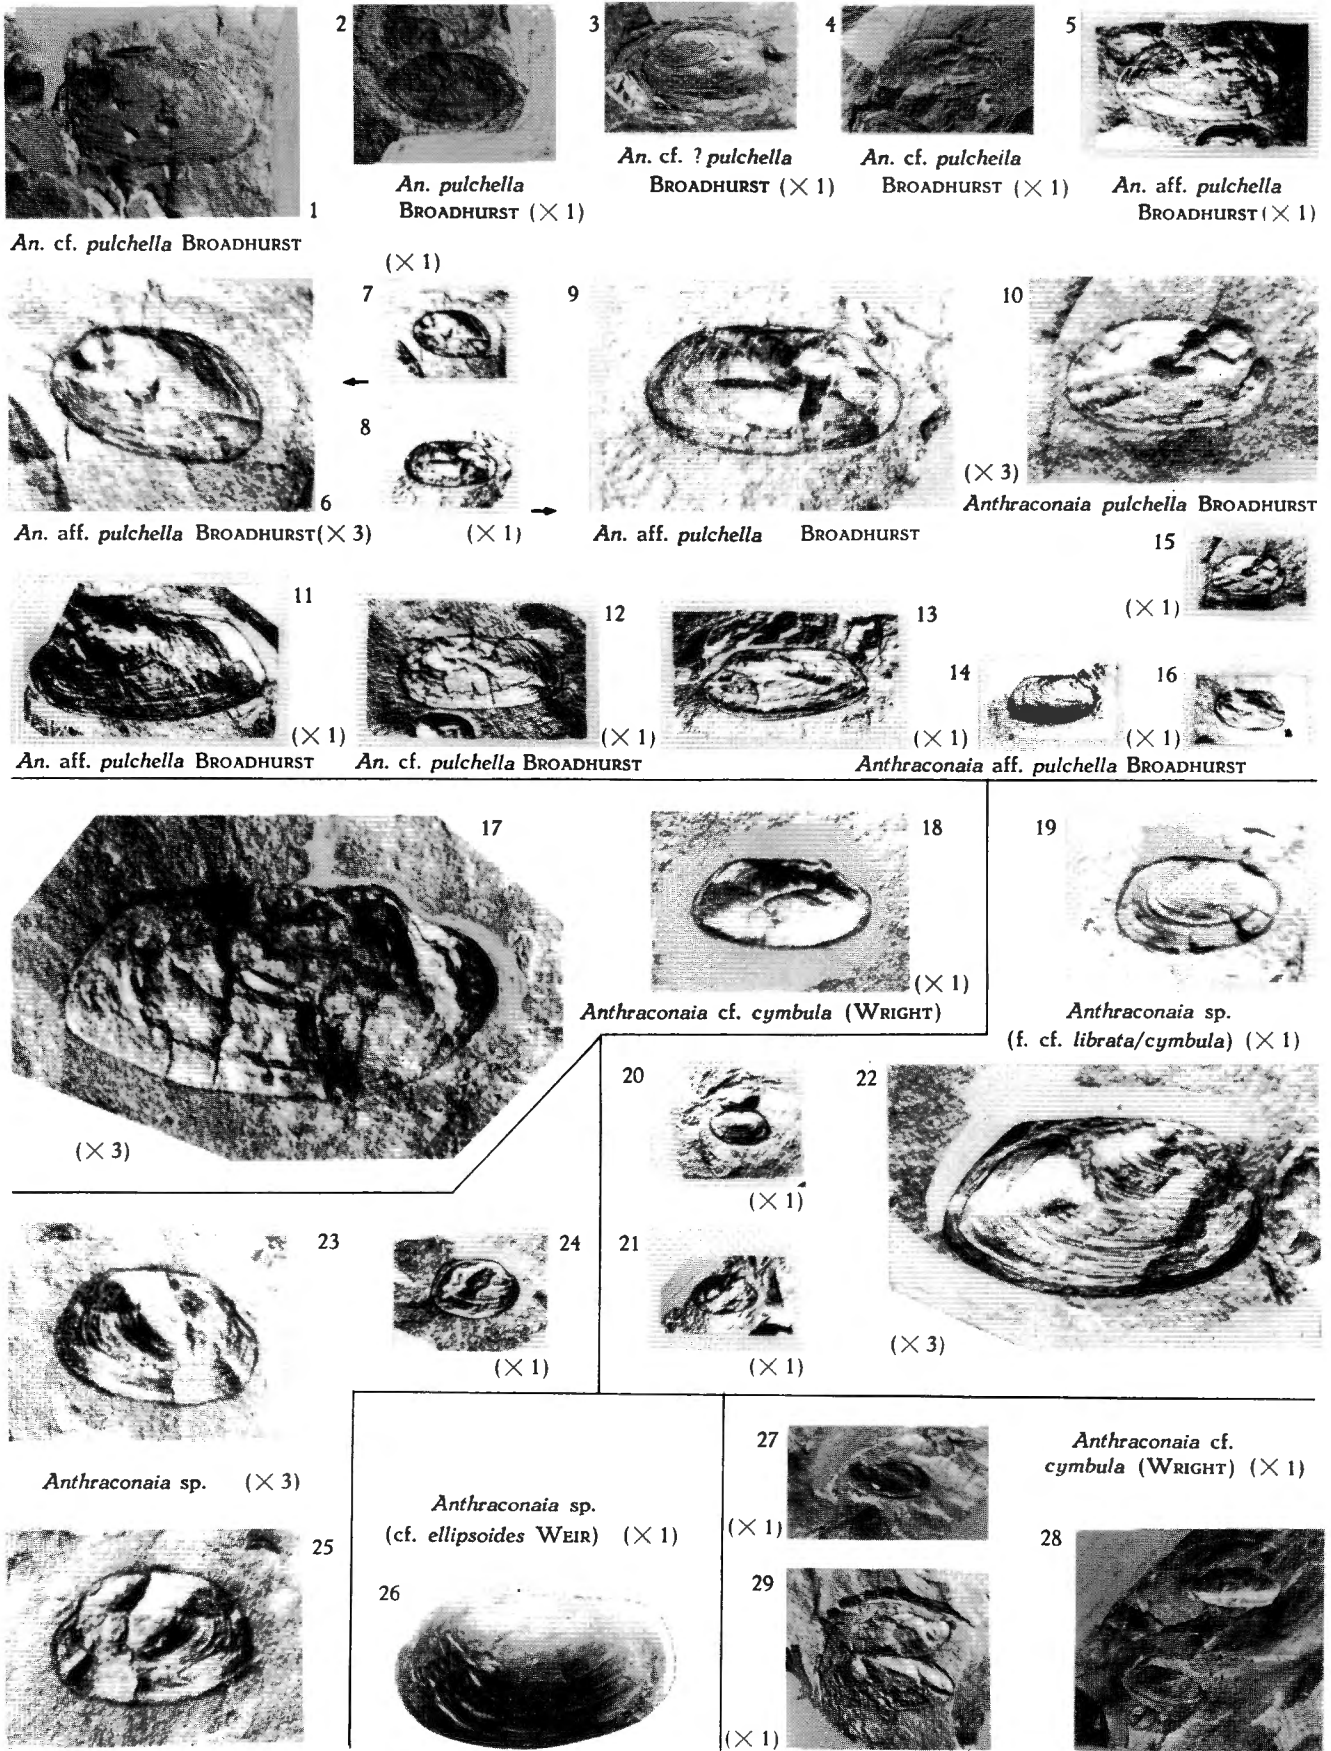 1
An. cf. pulchella BROADHURST
2
An. pulchella
BROADHURST (× 1)
3
An. cf. ? pulchella
BROADHURST (× 1)
4
An. cf. pulcheila
BROADHURST (× 1)
5
An. aff. pulchella
BROADHURST (× 1)
(× 1)
7
8
(× 1)
6
An. aff. pulchella BROADHURST (× 3)
9
An. aff. pulchella BROADHURST
10
(× 3)
Anthraconaia pulchella BROADHURST
15
(× 1)
11
(× 1)
An. aff. pulchella BROADHURST
12
(× 1)
An. cf. pulchella BROADHURST
13
(× 1)
14
(× 1)
16
Anthraconaia aff. pulchella BROADHURST
17
(× 3)
18
(× 1)
Anthraconaia cf. cymbula (WRIGHT)
19
Anthraconaia sp.
(f. cf. librata/cymbula) (× 1)
20
(× 1)
21
(× 1)
22
(× 3)
23
24
(× 1)
Anthraconaia sp. (× 3)
25
Anthraconaia sp.
(cf. ellipsoides WEIR) (× 1)
26
27
(× 1)
Anthraconaia cf.
cymbula (WRIGHT) (× 1)
28
29
(× 1)